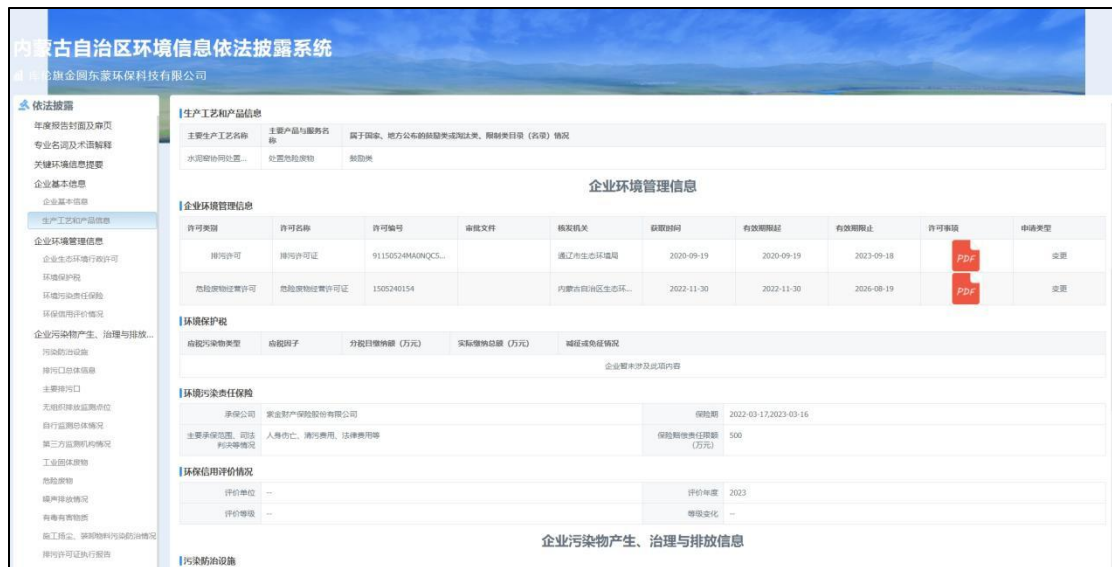 内蒙古自治区环境信息依法披露系统
库伦旗金圆东蒙环保科技有限公司
依法披露
年度报告封面及扉页
专业名词及术语解释
关键环境信息提要
企业基本信息
企业基本信息
生产工艺和产品信息
企业环境管理信息
企业生态环境行政许可
环境保护税
环境污染责任保险
环保信用评价情况
企业污染物产生、治理与排放...
污染防治设施
排污口总体信息
主要排污口
无组织排放监测点位
自行监测总体情况
第三方监测机构情况
工业固体废物
危险废物
噪声排放情况
有毒有害物质
施工扬尘、装卸物料污染防治情况
排污许可证执行报告
生产工艺和产品信息
主要生产工艺名称 主要产品与服务名称 属于国家、地方公布的鼓励类或淘汰类、限制类目录（名录）情况
水泥窑协同处置... 处置危险废物 鼓励类
企业环境管理信息
企业环境管理信息
许可类别 许可名称 许可编号 审批文件 核发机关 获取时间 有效期限起 有效期限止 许可事项 申请类型
排污许可 排污许可证 91150524MA0NQCS... 通辽市生态环境局 2020-09-19 2020-09-19 2023-09-18 PDF 变更
危险废物经营许可 危险废物经营许可证 1505240154 内蒙古自治区生态环... 2022-11-30 2022-11-30 2026-08-19 PDF 变更
环境保护税
应税污染物类型 应税因子 分税目缴纳额（万元） 实际缴纳总额（万元） 减征或免征情况
企业暂未涉及此项内容
环境污染责任保险
承保公司 紫金财产保险股份有限公司 保险期 2022-03-17,2023-03-16
主要承保范围、司法判决等情况 人身伤亡、清污费用、法律费用等 保险赔偿责任限额（万元） 500
环保信用评价情况
评价单位 -- 评价年度 2023
评价等级 -- 等级变化 --
企业污染物产生、治理与排放信息
污染防治设施